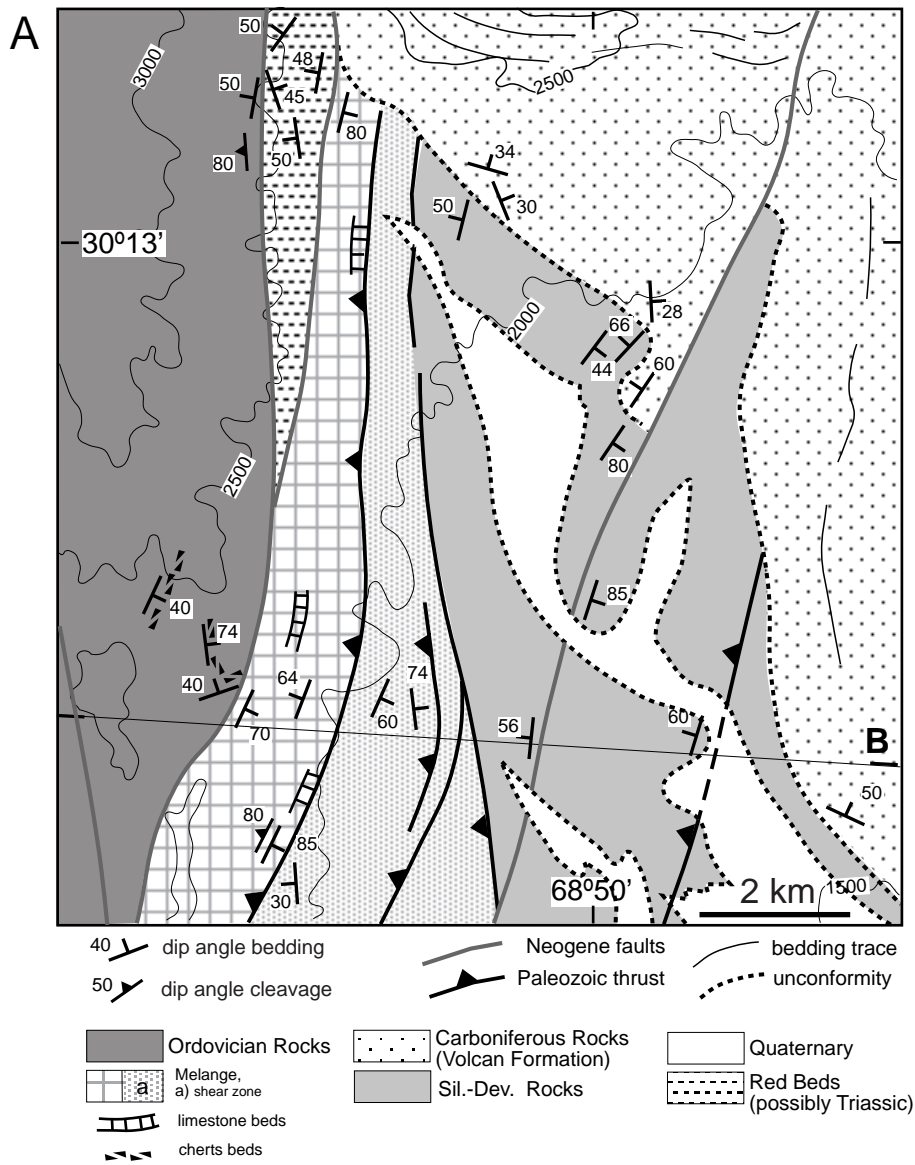 A
50
3000
48
50
45
2500
80
50
80
34
30
50
30º13’
28
2000
66
44
60
80
2500
40
85
74
40
64
74
70
60
56
60
B
50
80
85
30
68º50’
2 km
1500
40 dip angle bedding
50 dip angle cleavage
Neogene faults
Paleozoic thrust
bedding trace
unconformity
Ordovician Rocks
a Melange,
a) shear zone
limestone beds
cherts beds
Carboniferous Rocks
(Volcan Formation)
Sil.-Dev. Rocks
Quaternary
Red Beds
(possibly Triassic)